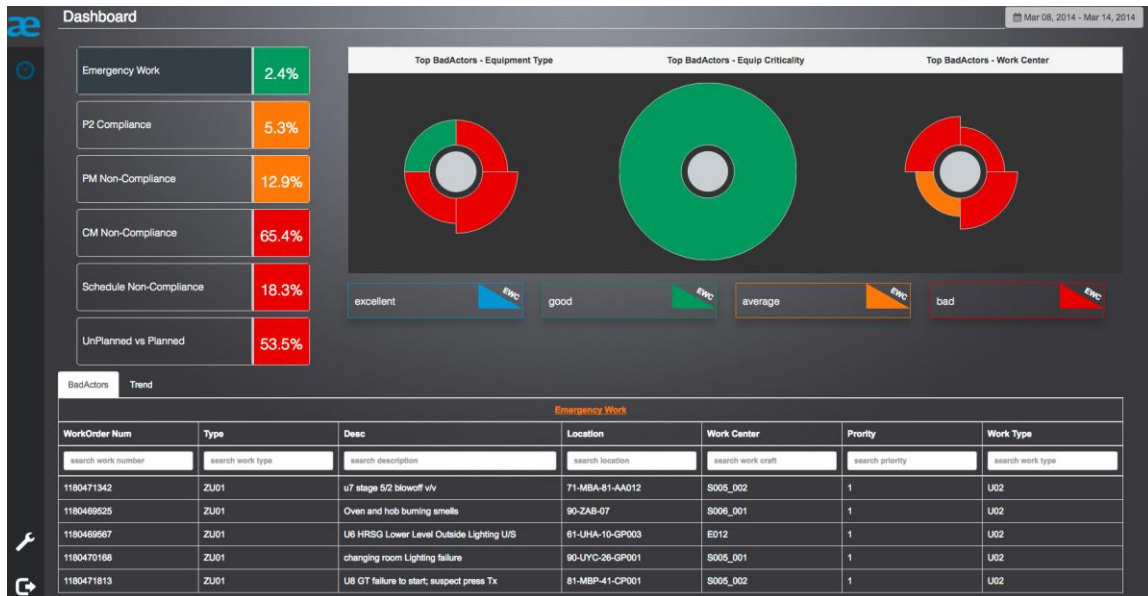 æ
Dashboard
Mar 08, 2014 - Mar 14, 2014
Emergency Work 2.4%
P2 Compliance 5.3%
PM Non-Compliance 12.9%
CM Non-Compliance 65.4%
Schedule Non-Compliance 18.3%
UnPlanned vs Planned 53.5%
Top BadActors - Equipment Type
Top BadActors - Equip Criticality
Top BadActors - Work Center
excellent EWC
good EWC
average EWC
bad EWC
BadActors Trend
Emergency Work
WorkOrder Num Type Desc Location Work Center Prority Work Type
search work number search work type search description search location search work craft search priority search work type
1180471342 ZU01 u7 stage 5/2 blowoff v/v 71-MBA-81-AA012 S005_002 1 U02
1180469525 ZU01 Oven and hob burning smells 90-ZAB-07 S006_001 1 U02
1180469567 ZU01 U6 HRSG Lower Level Outside Lighting U/S 61-UHA-10-GP003 E012 1 U02
1180470168 ZU01 changing room Lighting failure 90-UYC-26-GP001 S005_001 1 U02
1180471813 ZU01 U8 GT failure to start; suspect press Tx 81-MBP-41-CP001 S005_002 1 U02